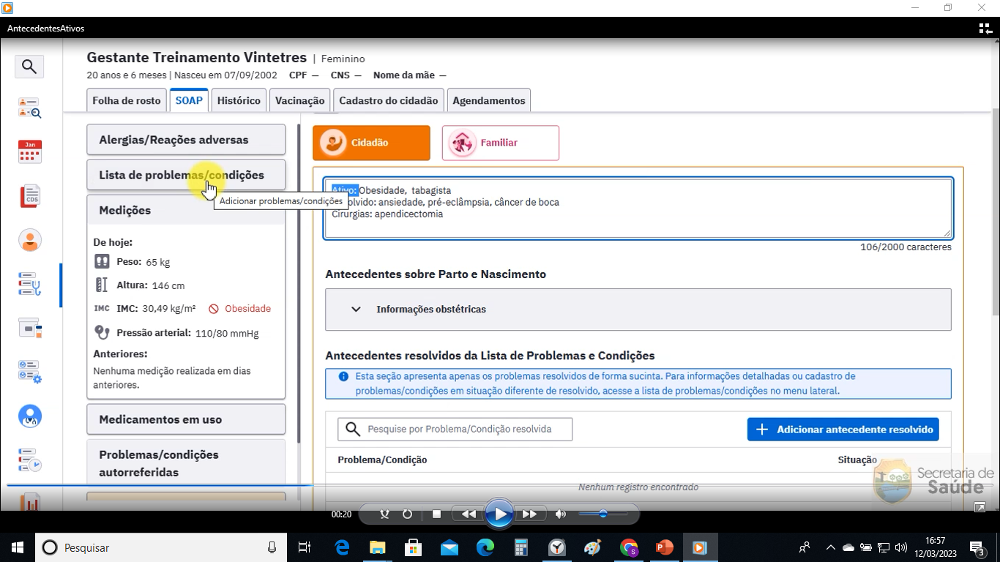 AntecedentesAtivos
Gestante Treinamento Vintetres | Feminino
20 anos e 6 meses | Nasceu em 07/09/2002 CPF – CNS – Nome da mãe –
Folha de rosto SOAP Histórico Vacinação Cadastro do cidadão Agendamentos
Jan
CDS
Alergias/Reações adversas
Lista de problemas/condições
Adicionar problemas/condições
Medições
De hoje:
Peso: 65 kg
Altura: 146 cm
IMC IMC: 30,49 kg/m² Obesidade
Pressão arterial: 110/80 mmHg
Anteriores:
Nenhuma medição realizada em dias
anteriores.
Medicamentos em uso
Problemas/condições
autorreferidas
Cidadão Familiar
Ativo: Obesidade, tabagista
olvido: ansiedade, pré-eclâmpsia, câncer de boca
Cirurgias: apendicectomia
106/2000 caracteres
Antecedentes sobre Parto e Nascimento
Informações obstétricas
Antecedentes resolvidos da Lista de Problemas e Condições
Esta seção apresenta apenas os problemas resolvidos de forma sucinta. Para informações detalhadas ou cadastro de
problemas/condições em situação diferente de resolvido, acesse a lista de problemas/condições no menu lateral.
Pesquise por Problema/Condição resolvida
+ Adicionar antecedente resolvido
Problema/Condição Situação
Nenhum registro encontrado
Secretaria de
Saúde
00:20
Pesquisar
S
16:57
12/03/2023
3